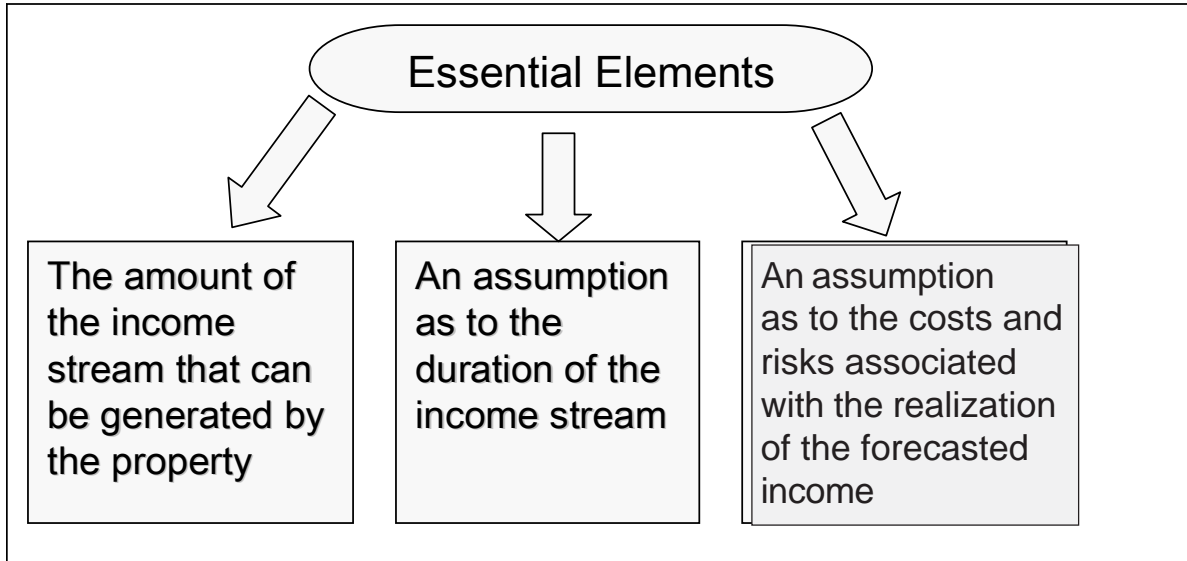 Essential Elements
The amount of
the income
stream that can
be generated by
the property
An assumption
as to the
duration of the
income stream
An assumption
as to the costs and
risks associated
with the realization
of the forecasted
income